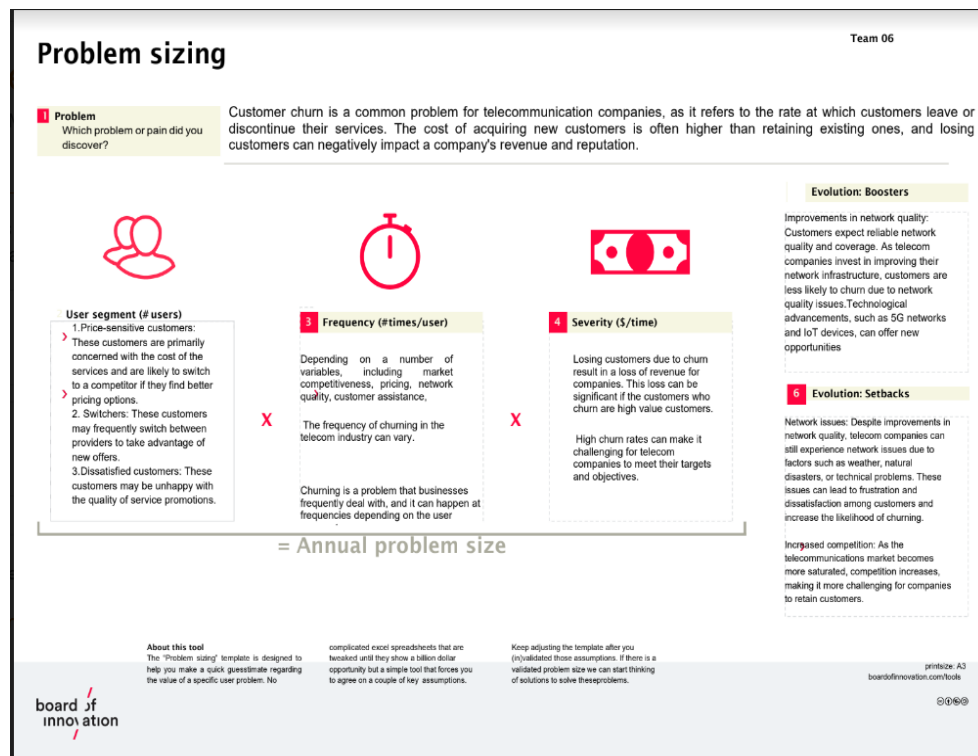 Team 06
Problem sizing
1 Problem
Which problem or pain did you
discover?
Customer churn is a common problem for telecommunication companies, as it refers to the rate at which customers leave or
discontinue their services. The cost of acquiring new customers is often higher than retaining existing ones, and losing
customers can negatively impact a company's revenue and reputation.
User segment (# users)
1.Price-sensitive customers:
These customers are primarily
concerned with the cost of the
services and are likely to switch
to a competitor if they find better
pricing options.
2. Switchers: These customers
may frequently switch between
providers to take advantage of
new offers.
3.Dissatisfied customers: These
customers may be unhappy with
the quality of service promotions.
X
3 Frequency (#times/user)
Depending on a number of
variables, including market
competitiveness, pricing, network
quality, customer assistance,
The frequency of churning in the
telecom industry can vary.
Churning is a problem that businesses
frequently deal with, and it can happen at
frequencies depending on the user
X
4 Severity ($/time)
Losing customers due to churn
result in a loss of revenue for
companies. This loss can be
significant if the customers who
churn are high value customers.
High churn rates can make it
challenging for telecom
companies to meet their targets
and objectives.
= Annual problem size
Evolution: Boosters
Improvements in network quality:
Customers expect reliable network
quality and coverage. As telecom
companies invest in improving their
network infrastructure, customers are
less likely to churn due to network
quality issues.Technological
advancements, such as 5G networks
and IoT devices, can offer new
opportunities
6 Evolution: Setbacks
Network issues: Despite improvements in
network quality, telecom companies can
still experience network issues due to
factors such as weather, natural
disasters, or technical problems. These
issues can lead to frustration and
dissatisfaction among customers and
increase the likelihood of churning.
Increased competition: As the
telecommunications market becomes
more saturated, competition increases,
making it more challenging for companies
to retain customers.
About this tool
The "Problem sizing" template is designed to
help you make a quick guesstimate regarding
the value of a specific user problem. No
complicated excel spreadsheets that are
tweaked until they show a billion dollar
opportunity but a simple tool that forces you
to agree on a couple of key assumptions.
Keep adjusting the template after you
(in)validated those assumptions. If there is a
validated problem size we can start thinking
of solutions to solve theseproblems.
printsize: A3
boardofinnovation.com/tools
board of
innovation